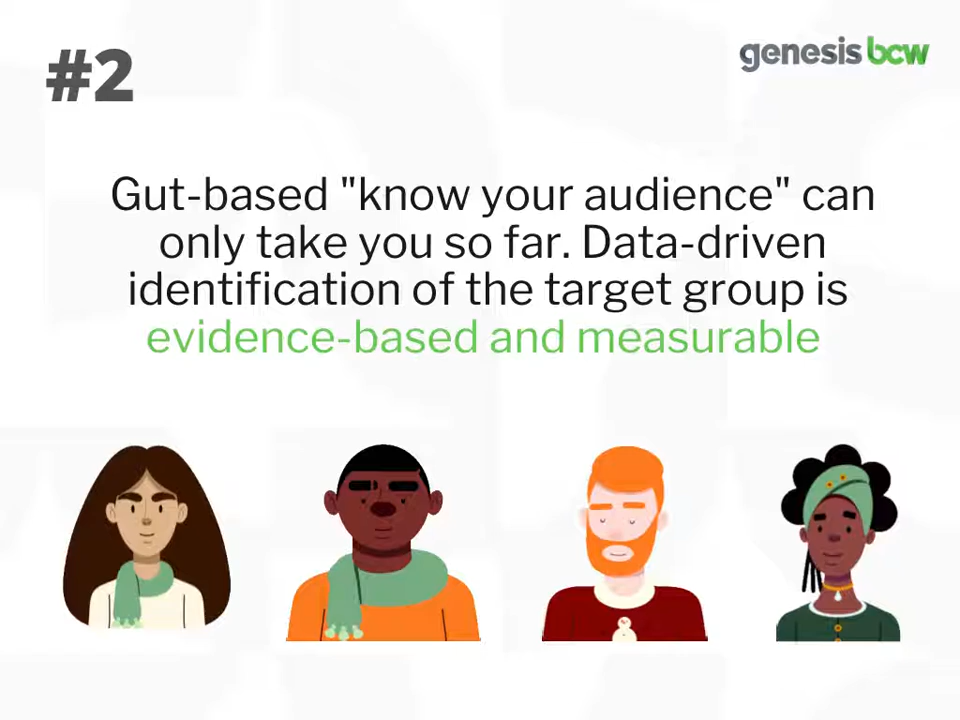 #2
genesis bcw
Gut-based "know your audience" can
only take you so far. Data-driven
identification of the target group is
evidence-based and measurable